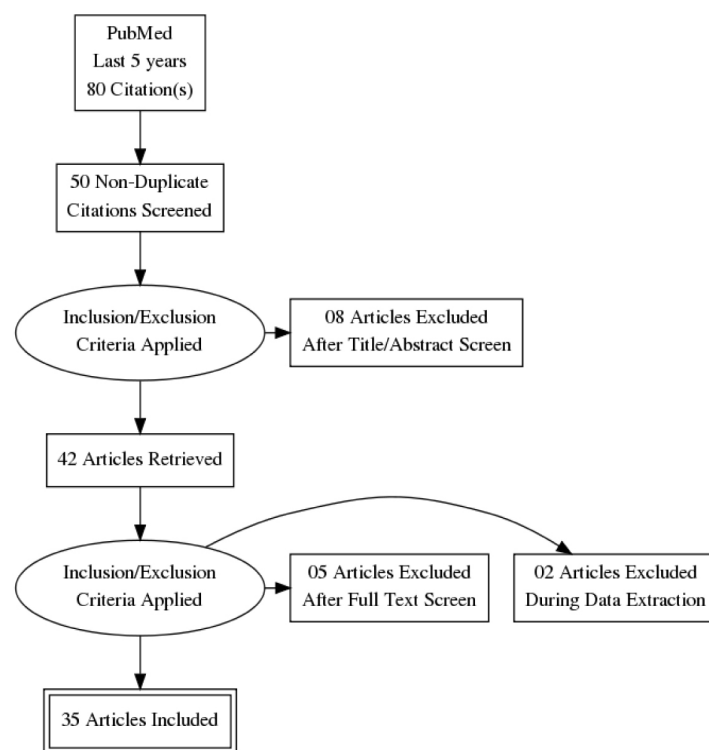 PubMed
Last 5 years
80 Citation(s)
50 Non-Duplicate
Citations Screened
Inclusion/Exclusion
Criteria Applied
08 Articles Excluded
After Title/Abstract Screen
42 Articles Retrieved
Inclusion/Exclusion
Criteria Applied
05 Articles Excluded
After Full Text Screen
02 Articles Excluded
During Data Extraction
35 Articles Included